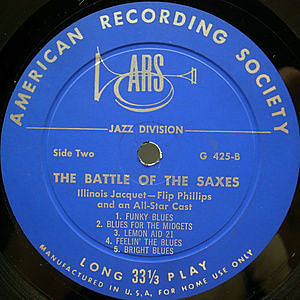 AMERICAN RECORDING SOCIETY
ARS
JAZZ DIVISION
Side Two
G 425-B
THE BATTLE OF THE SAXES
Illinois Jacquet—Flip Phillips
and an All-Star Cast
1. FUNKY BLUES
2. BLUES FOR THE MIDGETS
3. LEMON AID 21
4. FEELIN' THE BLUES
5. BRIGHT BLUES
LONG 33⅓ PLAY
MANUFACTURED IN U.S.A. FOR HOME USE ONLY